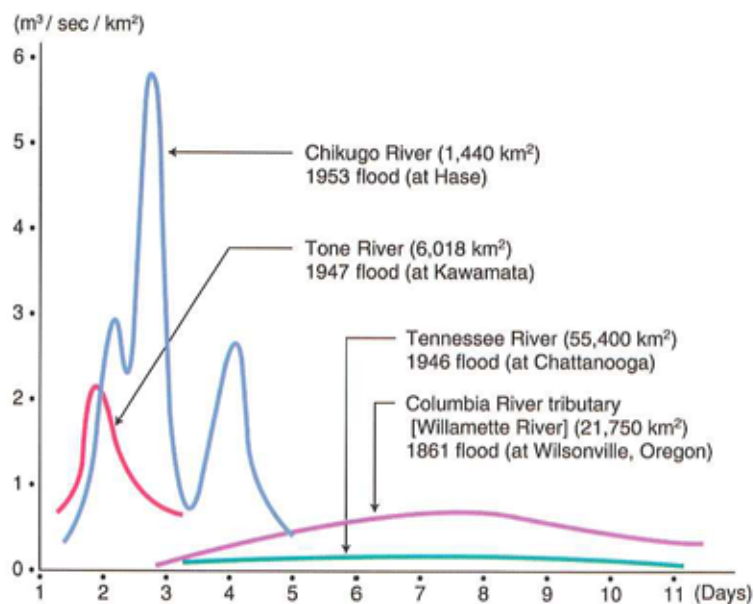 (m³ / sec / km²)
6
5
4
3
2
1
0
Chikugo River (1,440 km²)
1953 flood (at Hase)
Tone River (6,018 km²)
1947 flood (at Kawamata)
Tennessee River (55,400 km²)
1946 flood (at Chattanooga)
Columbia River tributary
[Willamette River] (21,750 km²)
1861 flood (at Wilsonville, Oregon)
1 2 3 4 5 6 7 8 9 10 11 (Days)